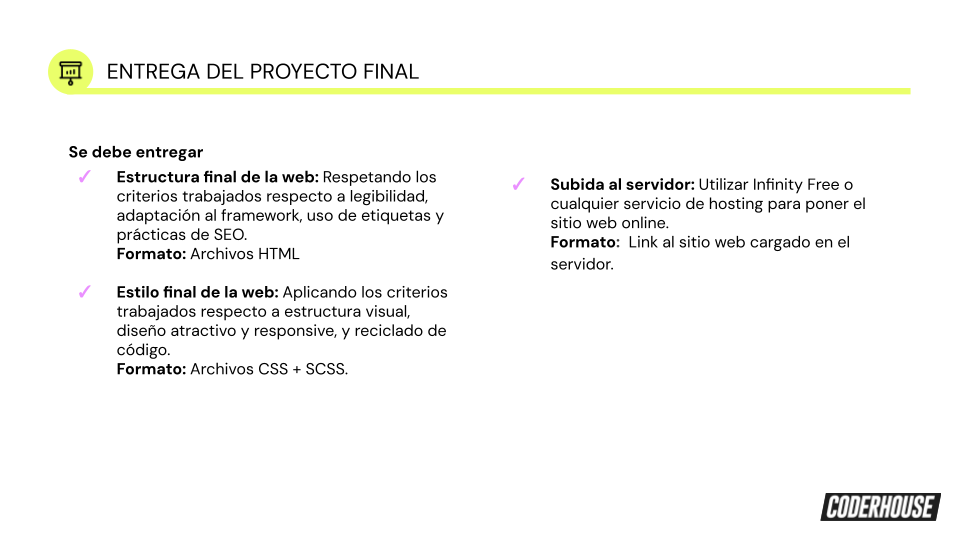 ENTREGA DEL PROYECTO FINAL
Se debe entregar
✓ Estructura final de la web: Respetando los
criterios trabajados respecto a legibilidad,
adaptación al framework, uso de etiquetas y
prácticas de SEO.
Formato: Archivos HTML
✓ Estilo final de la web: Aplicando los criterios
trabajados respecto a estructura visual,
diseño atractivo y responsive, y reciclado de
código.
Formato: Archivos CSS + SCSS.
✓ Subida al servidor: Utilizar Infinity Free o
cualquier servicio de hosting para poner el
sitio web online.
Formato:  Link al sitio web cargado en el
servidor.
CODERHOUSE